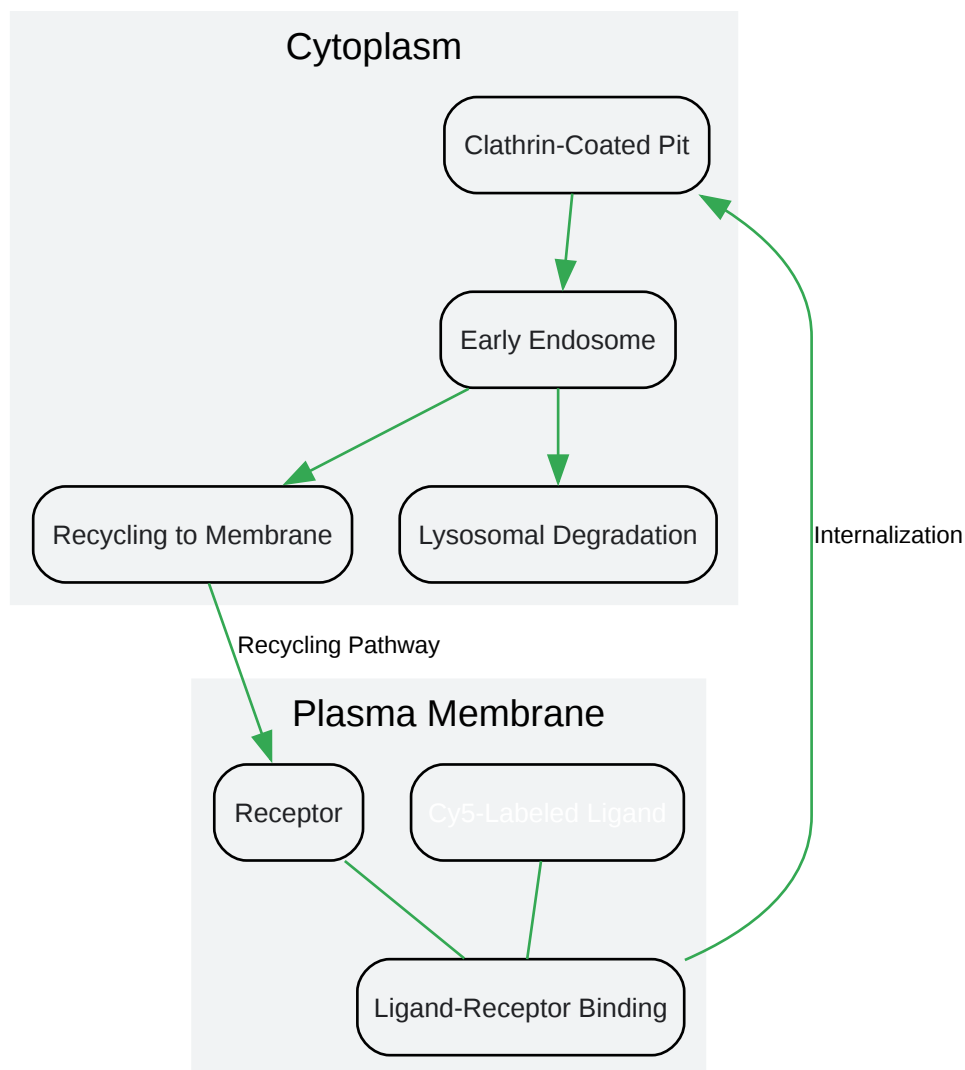 Cytoplasm
Clathrin-Coated Pit
Early Endosome
Recycling to Membrane
Lysosomal Degradation
Internalization
Recycling Pathway
Plasma Membrane
Receptor
Cy5-Labeled Ligand
Ligand-Receptor Binding